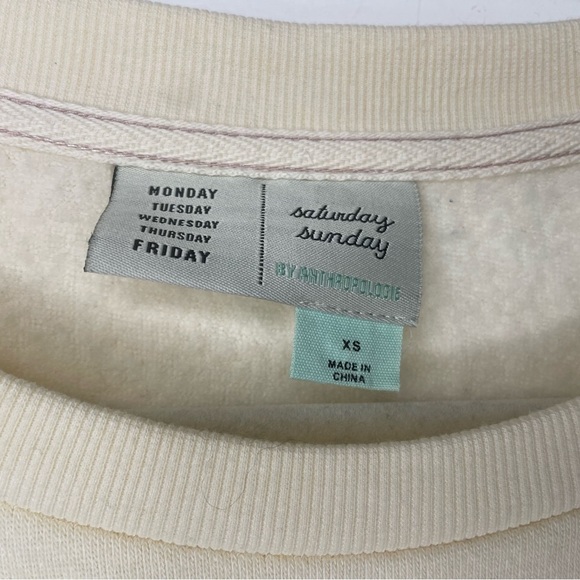 MONDAY
TUESDAY
WEDNESDAY
THURSDAY
FRIDAY
saturday
sunday
BY ANTHROPOLOGIE
XS
MADE IN
CHINA